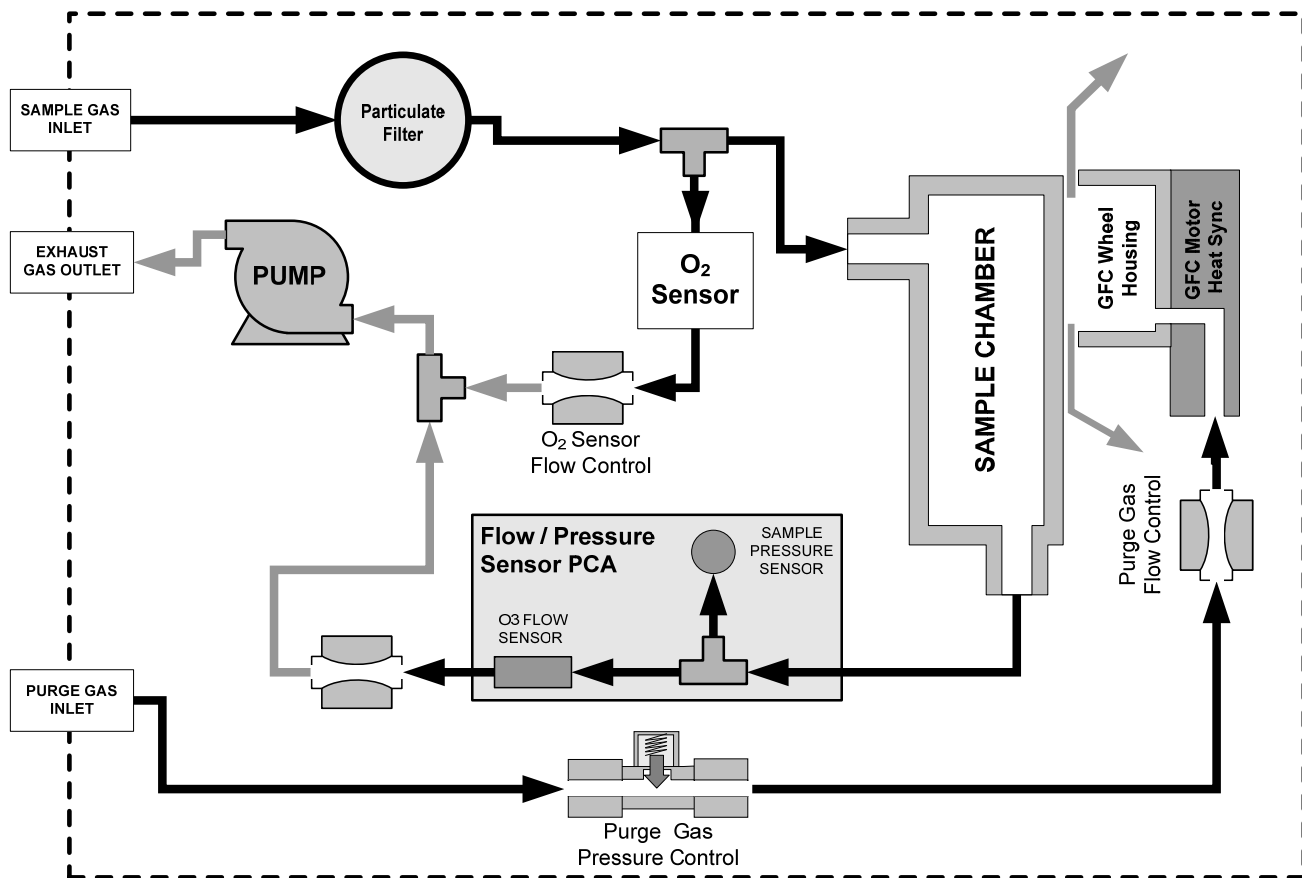 SAMPLE GAS
INLET
Particulate
Filter
EXHAUST
GAS OUTLET
PUMP
O₂
Sensor
SAMPLE CHAMBER
GFC Wheel
Housing
GFC Motor
Heat Sync
O₂ Sensor
Flow Control
Purge Gas
Flow Control
Flow / Pressure
Sensor PCA
SAMPLE
PRESSURE
SENSOR
O3 FLOW
SENSOR
PURGE GAS
INLET
Purge Gas
Pressure Control